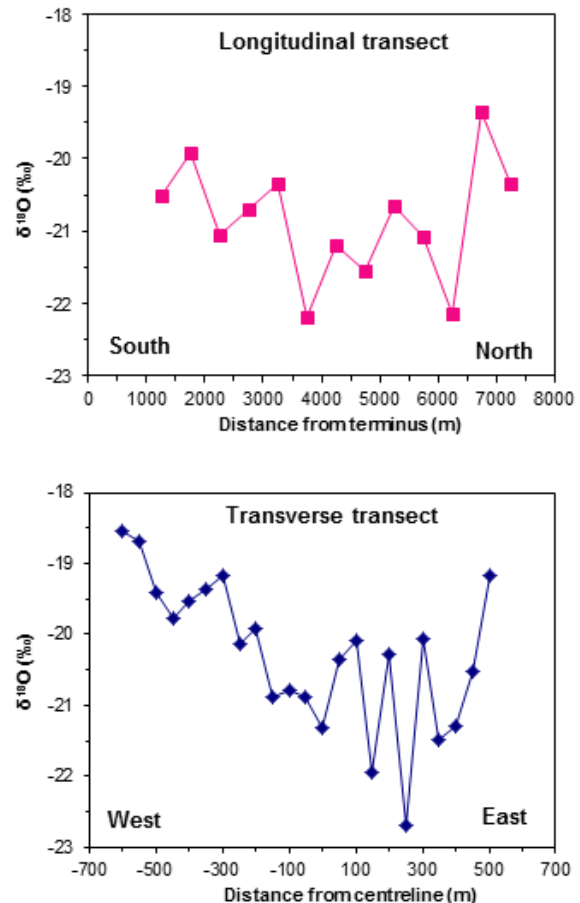 -18
Longitudinal transect
-19
-20
-21
-22
-23
δ¹⁸O (‰)
South
North
0 1000 2000 3000 4000 5000 6000 7000 8000
Distance from terminus (m)
-18
Transverse transect
-19
-20
-21
-22
-23
δ¹⁸O (‰)
West
East
-700 -500 -300 -100 100 300 500 700
Distance from centreline (m)